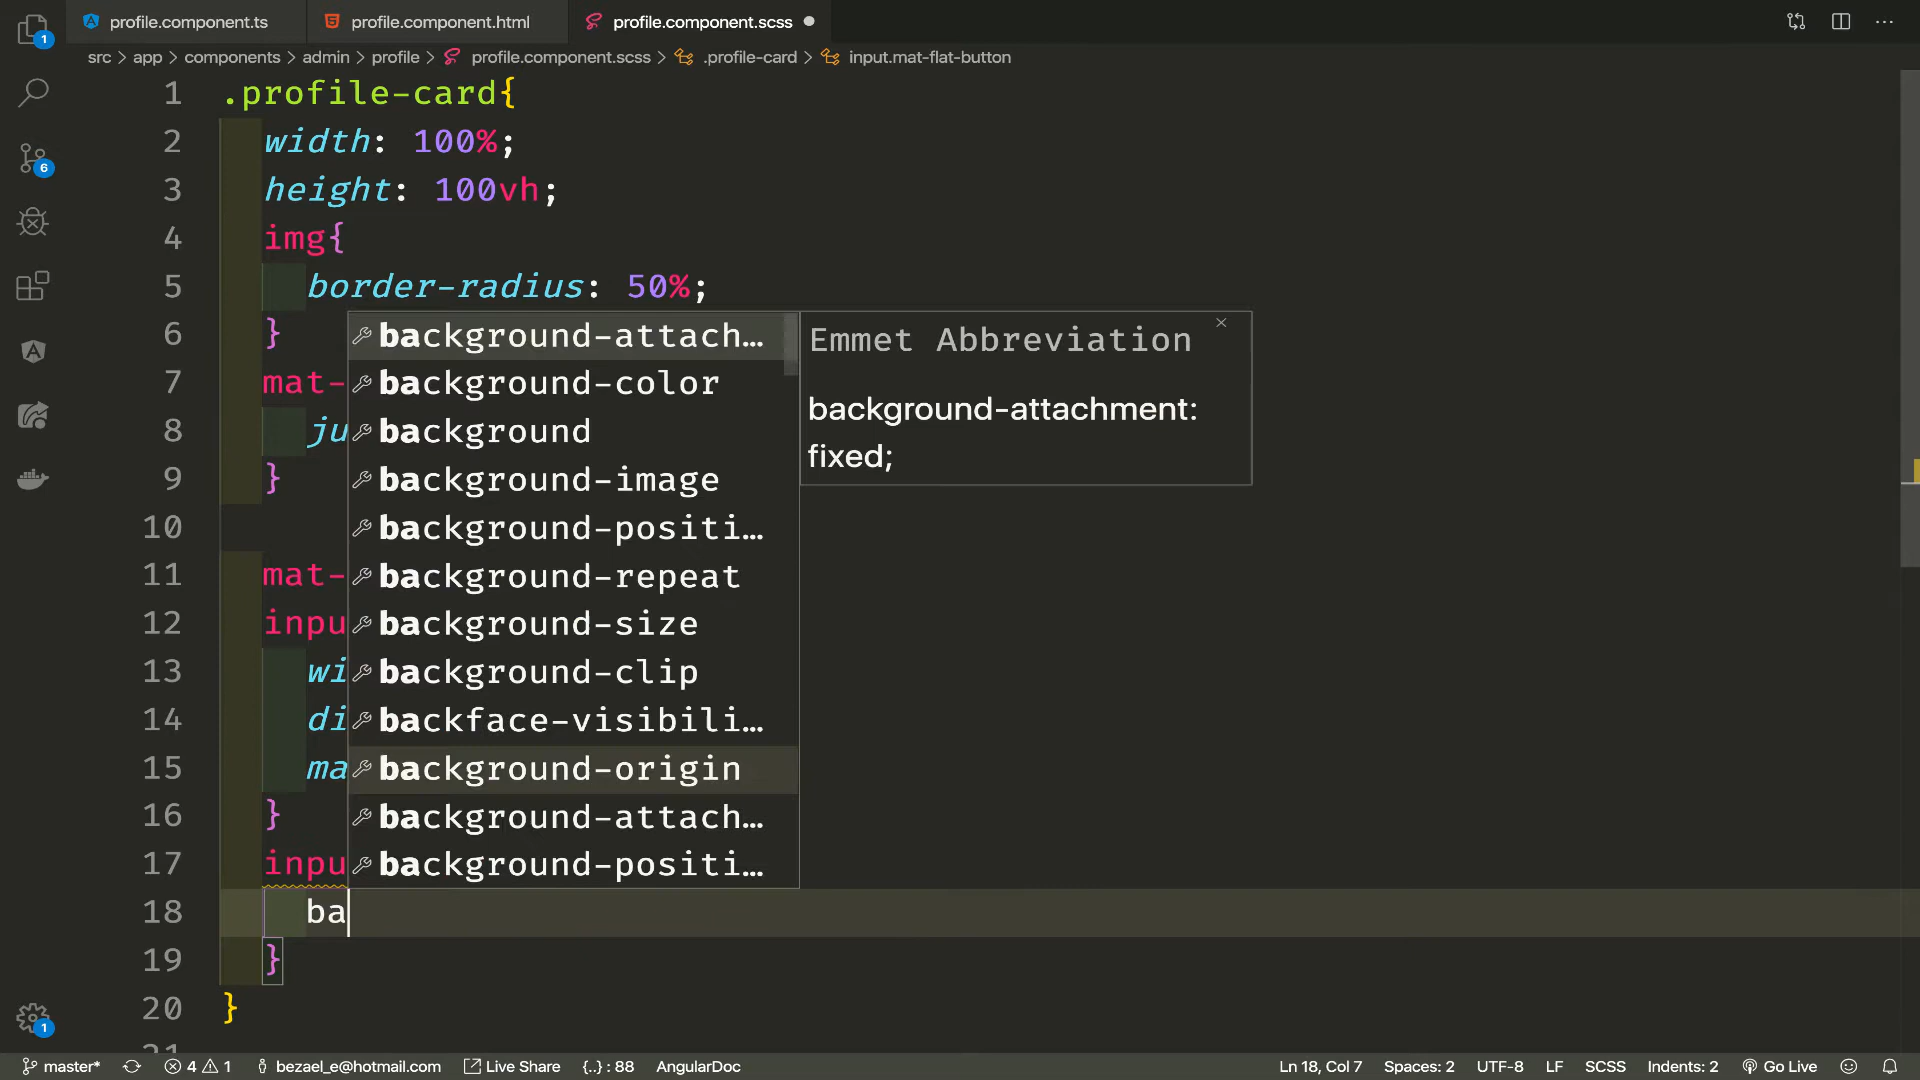 profile.component.ts profile.component.html profile.component.scss
src > app > components > admin > profile > profile.component.scss > .profile-card > input.mat-flat-button
1 .profile-card{
2 width: 100%;
3 height: 100vh;
4 img{
5 border-radius: 50%;
6 } background-attach… Emmet Abbreviation
7 mat- background-color
background-attachment:
8 ju background
fixed;
9 } background-image
10 background-positi…
11 mat- background-repeat
12 inpu background-size
13 wi background-clip
14 di backface-visibili…
15 ma background-origin
16 } background-attach…
17 inpu background-positi…
18 ba
19 }
20 }
1
6
1
master* 4 1 bezael_e@hotmail.com Live Share {..} : 88 AngularDoc Ln 18, Col 7 Spaces: 2 UTF-8 LF SCSS Indents: 2 Go Live